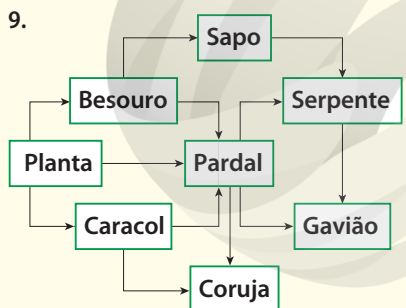 9.
Sapo
Besouro
Serpente
Planta
Pardal
Caracol
Gavião
Coruja